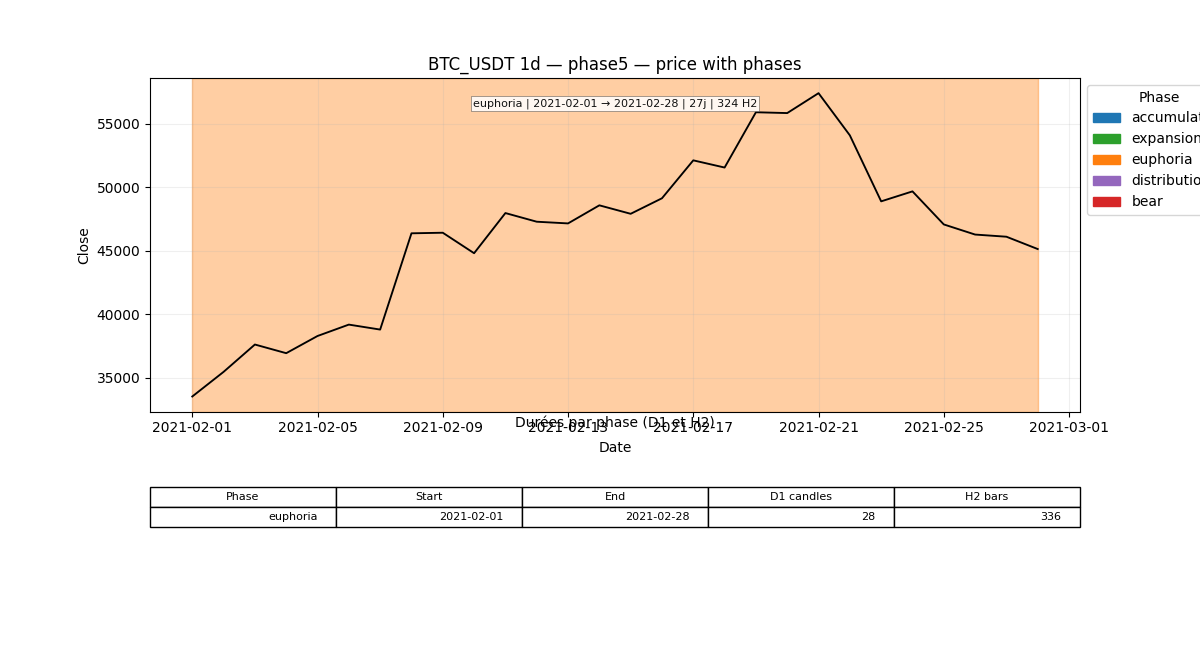 BTC_USDT 1d — phase5 — price with phases
euphoria | 2021-02-01 → 2021-02-28 | 27j | 324 H2
Phase
accumulat
expansion
euphoria
distributio
bear
Close
55000
50000
45000
40000
35000
2021-02-01 2021-02-05 2021-02-09 2021-02-13 2021-02-17 2021-02-21 2021-02-25 2021-03-01
Durées par phase (D1 et H2)
Date
Phase Start End D1 candles H2 bars
euphoria 2021-02-01 2021-02-28 28 336